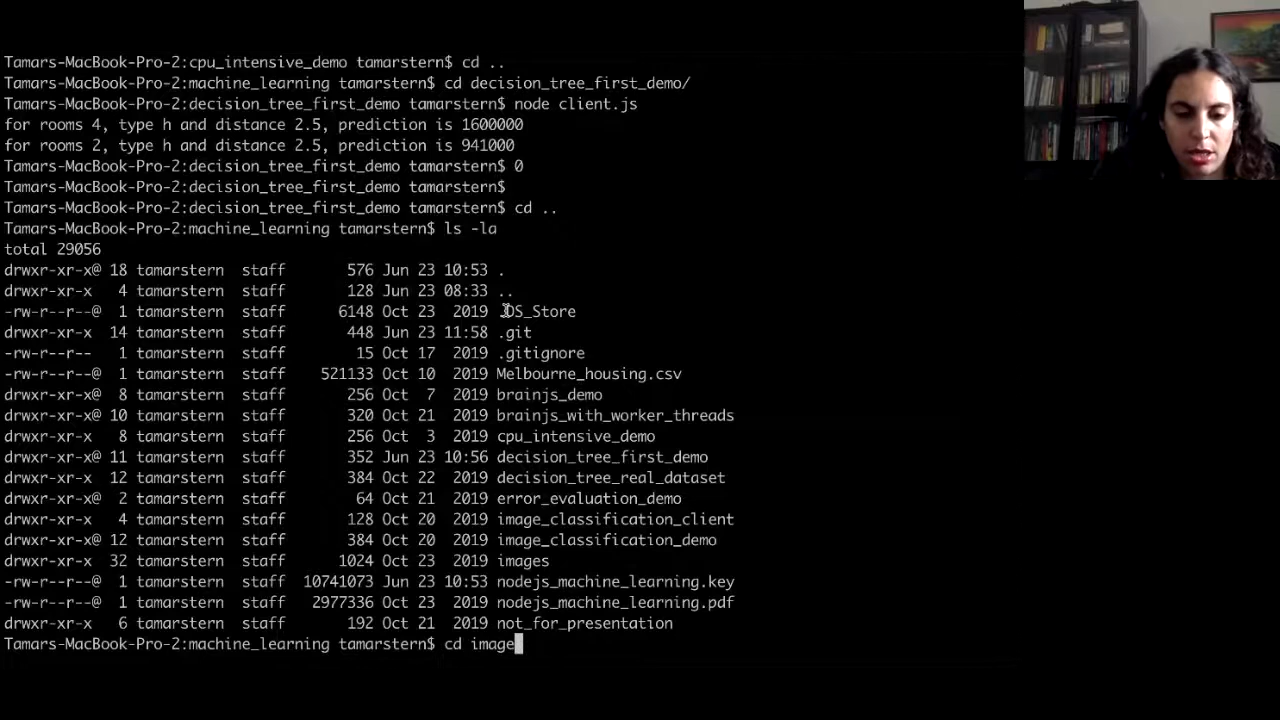 Tamars-MacBook-Pro-2:cpu_intensive_demo tamarstern$ cd ..
Tamars-MacBook-Pro-2:machine_learning tamarstern$ cd decision_tree_first_demo/
Tamars-MacBook-Pro-2:decision_tree_first_demo tamarstern$ node client.js
for rooms 4, type h and distance 2.5, prediction is 1600000
for rooms 2, type h and distance 2.5, prediction is 941000
Tamars-MacBook-Pro-2:decision_tree_first_demo tamarstern$ 0
Tamars-MacBook-Pro-2:decision_tree_first_demo tamarstern$
Tamars-MacBook-Pro-2:decision_tree_first_demo tamarstern$ cd ..
Tamars-MacBook-Pro-2:machine_learning tamarstern$ ls -la
total 29056
drwxr-xr-x@ 18 tamarstern  staff       576 Jun 23 10:53 .
drwxr-xr-x   4 tamarstern  staff       128 Jun 23 08:33 ..
-rw-r--r--@  1 tamarstern  staff      6148 Oct 23  2019 .DS_Store
drwxr-xr-x  14 tamarstern  staff       448 Jun 23 11:58 .git
-rw-r--r--   1 tamarstern  staff        15 Oct 17  2019 .gitignore
-rw-r--r--@  1 tamarstern  staff    521133 Oct 10  2019 Melbourne_housing.csv
drwxr-xr-x@  8 tamarstern  staff       256 Oct  7  2019 brainjs_demo
drwxr-xr-x@ 10 tamarstern  staff       320 Oct 21  2019 brainjs_with_worker_threads
drwxr-xr-x   8 tamarstern  staff       256 Oct  3  2019 cpu_intensive_demo
drwxr-xr-x@ 11 tamarstern  staff       352 Jun 23 10:56 decision_tree_first_demo
drwxr-xr-x  12 tamarstern  staff       384 Oct 22  2019 decision_tree_real_dataset
drwxr-xr-x@  2 tamarstern  staff        64 Oct 21  2019 error_evaluation_demo
drwxr-xr-x   4 tamarstern  staff       128 Oct 20  2019 image_classification_client
drwxr-xr-x@ 12 tamarstern  staff       384 Oct 20  2019 image_classification_demo
drwxr-xr-x  32 tamarstern  staff      1024 Oct 23  2019 images
-rw-r--r--@  1 tamarstern  staff  10741073 Jun 23 10:53 nodejs_machine_learning.key
-rw-r--r--@  1 tamarstern  staff   2977336 Oct 23  2019 nodejs_machine_learning.pdf
drwxr-xr-x   6 tamarstern  staff       192 Oct 21  2019 not_for_presentation
Tamars-MacBook-Pro-2:machine_learning tamarstern$ cd image